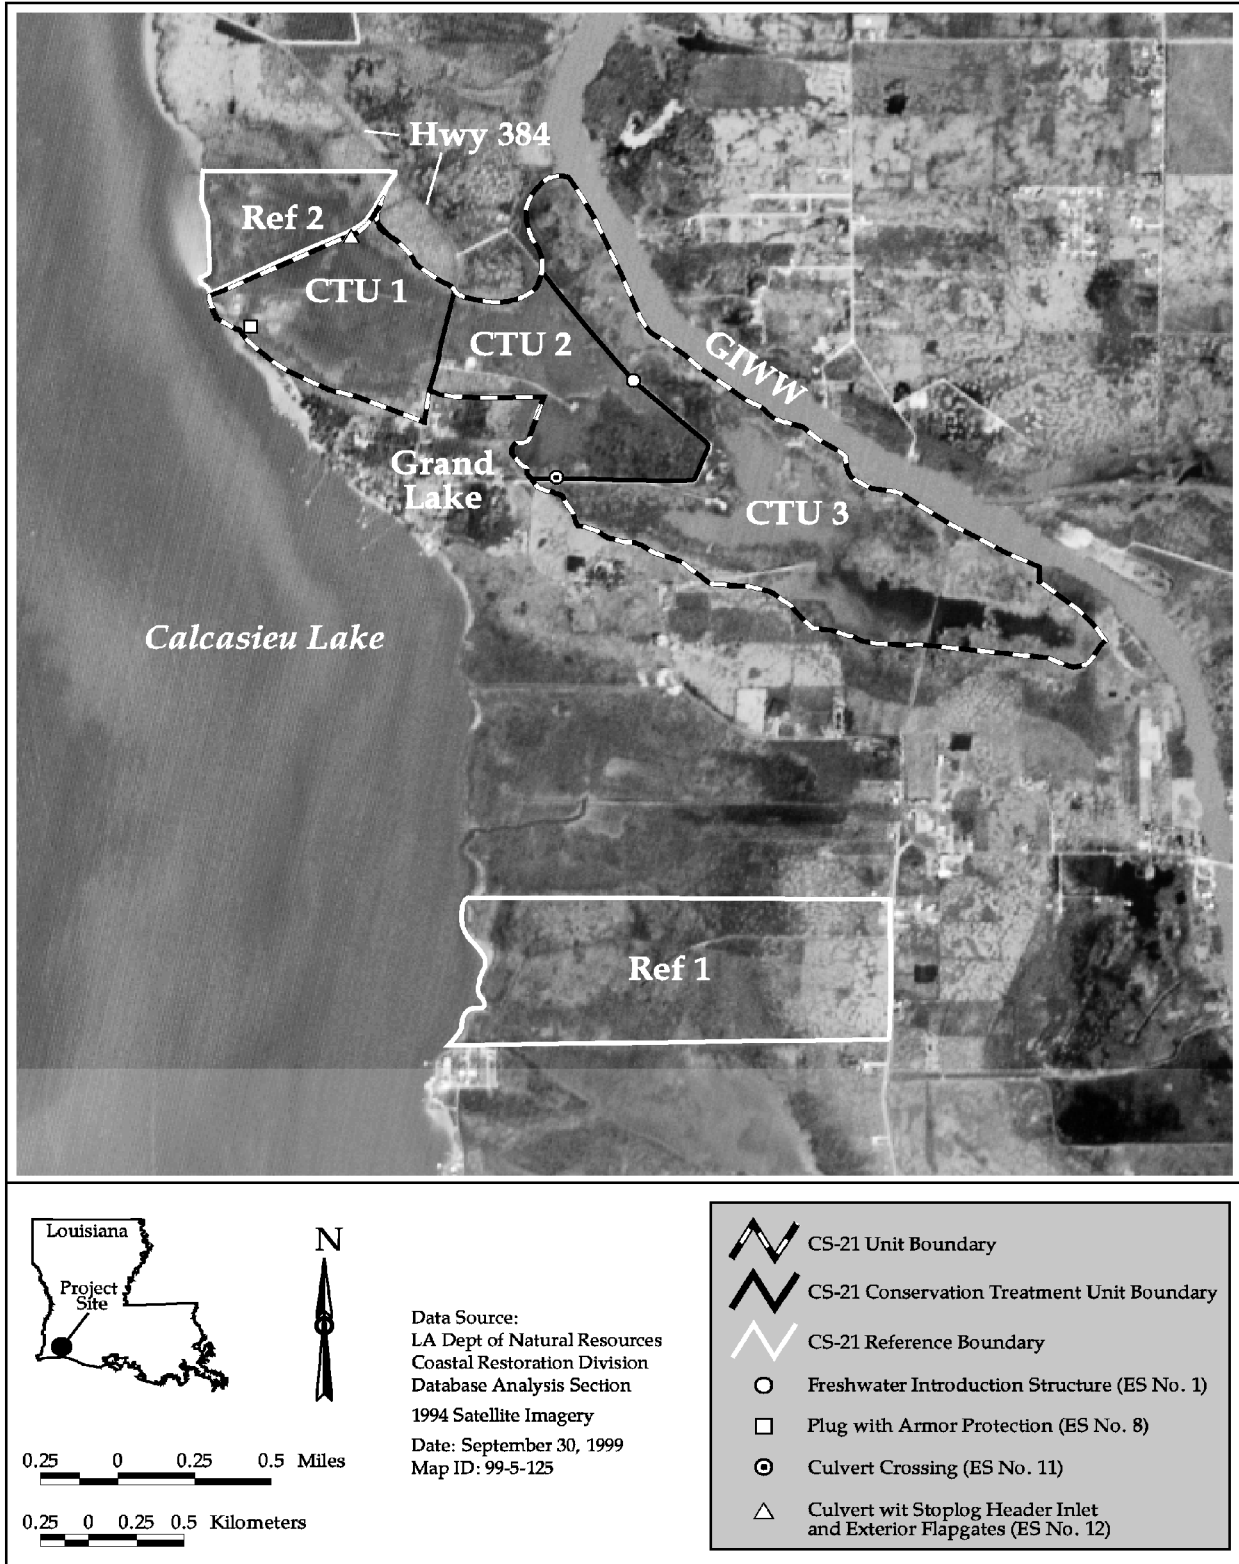 Hwy 384
Ref 2
CTU 1
CTU 2
GIWW
Grand
Lake
CTU 3
Calcasieu Lake
Ref 1
Louisiana
Project
Site
N
Data Source:
LA Dept of Natural Resources
Coastal Restoration Division
Database Analysis Section
1994 Satellite Imagery
Date: September 30, 1999
Map ID: 99-5-125
0.25 0 0.25 0.5 Miles
0.25 0 0.25 0.5 Kilometers
CS-21 Unit Boundary
CS-21 Conservation Treatment Unit Boundary
CS-21 Reference Boundary
Freshwater Introduction Structure (ES No. 1)
Plug with Armor Protection (ES No. 8)
Culvert Crossing (ES No. 11)
Culvert wit Stoplog Header Inlet
and Exterior Flapgates (ES No. 12)